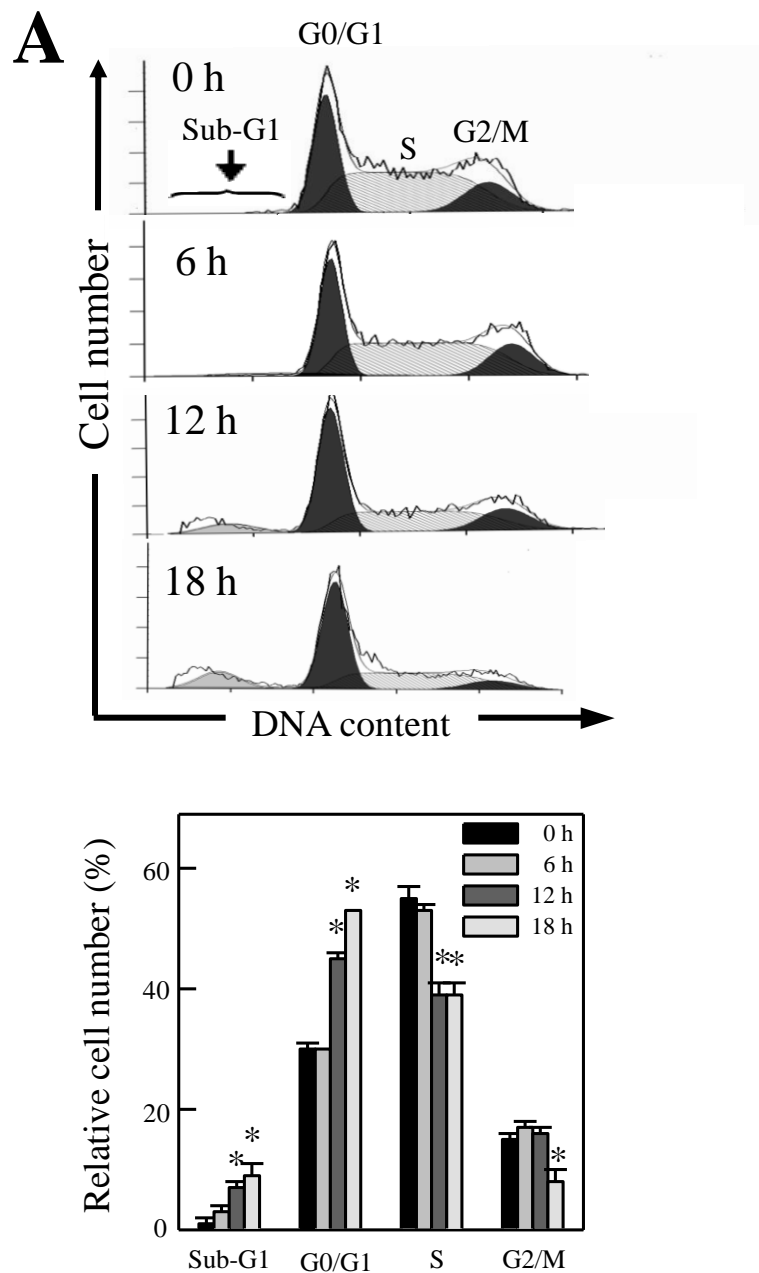 A
G0/G1
0 h
Sub-G1
S
G2/M
6 h
12 h
18 h
Cell number
DNA content
Relative cell number (%)
60
40
20
0
0 h
6 h
12 h
18 h
*
*
*
*
**
*
Sub-G1
G0/G1
S
G2/M